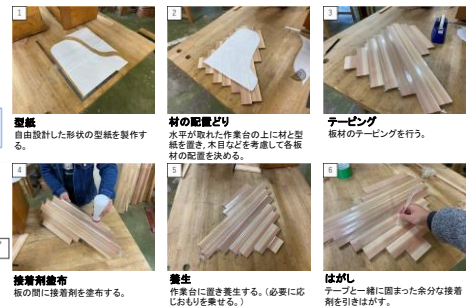 1
2
3
型紙
自由設計した形状の型紙を製作す
る。
材の配置どり
水平が取れた作業台の上に材と型
紙を置き, 木目などを考慮して各板
材の配置を決める。
テーピング
板材のテーピングを行う。
4
5
6
接着剤塗布
板の間に接着剤を塗布する。
養生
作業台に置き養生する。（必要に応
じおもりを乗せる。）
はがし
テープと一緒に固まった余分な接着
剤を引きはがす。